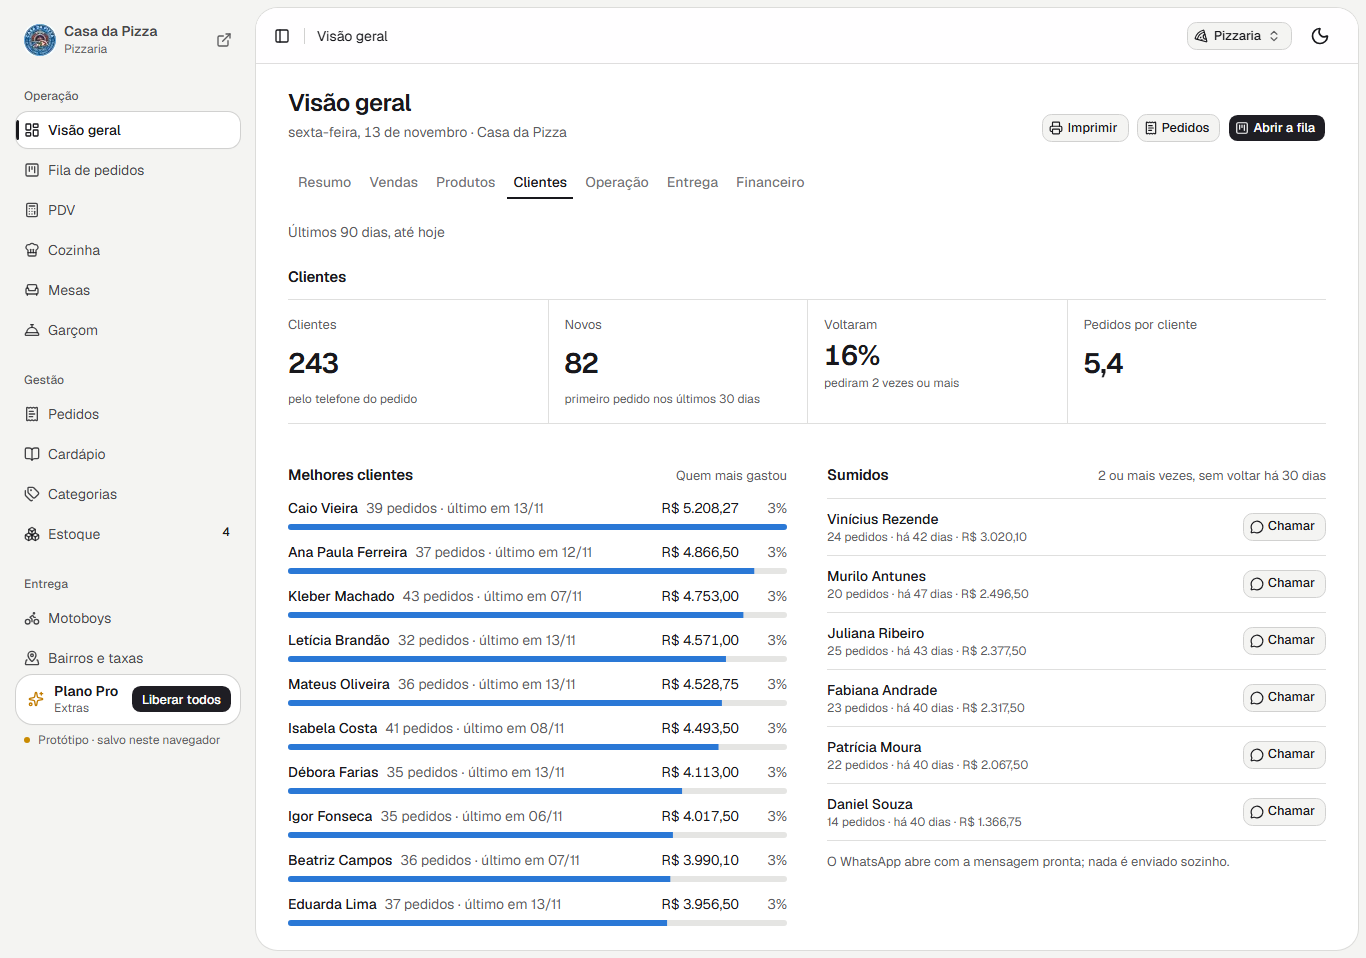 Casa da Pizza
Pizzaria
Operação
Visão geral
Fila de pedidos
PDV
Cozinha
Mesas
Garçom
Gestão
Pedidos
Cardápio
Categorias
Estoque 4
Entrega
Motoboys
Bairros e taxas
Plano Pro
Extras
Liberar todos
Protótipo · salvo neste navegador
Visão geral
Pizzaria
Visão geral
sexta-feira, 13 de novembro · Casa da Pizza
Imprimir Pedidos Abrir a fila
Resumo Vendas Produtos Clientes Operação Entrega Financeiro
Últimos 90 dias, até hoje
Clientes
Clientes
243
pelo telefone do pedido
Novos
82
primeiro pedido nos últimos 30 dias
Voltaram
16%
pediram 2 vezes ou mais
Pedidos por cliente
5,4
Melhores clientes Quem mais gastou
Caio Vieira 39 pedidos · último em 13/11 R$ 5.208,27 3%
Ana Paula Ferreira 37 pedidos · último em 12/11 R$ 4.866,50 3%
Kleber Machado 43 pedidos · último em 07/11 R$ 4.753,00 3%
Letícia Brandão 32 pedidos · último em 13/11 R$ 4.571,00 3%
Mateus Oliveira 36 pedidos · último em 13/11 R$ 4.528,75 3%
Isabela Costa 41 pedidos · último em 08/11 R$ 4.493,50 3%
Débora Farias 35 pedidos · último em 13/11 R$ 4.113,00 3%
Igor Fonseca 35 pedidos · último em 06/11 R$ 4.017,50 3%
Beatriz Campos 36 pedidos · último em 07/11 R$ 3.990,10 3%
Eduarda Lima 37 pedidos · último em 13/11 R$ 3.956,50 3%
Sumidos 2 ou mais vezes, sem voltar há 30 dias
Vinícius Rezende
24 pedidos · há 42 dias · R$ 3.020,10
Chamar
Murilo Antunes
20 pedidos · há 47 dias · R$ 2.496,50
Chamar
Juliana Ribeiro
25 pedidos · há 43 dias · R$ 2.377,50
Chamar
Fabiana Andrade
23 pedidos · há 40 dias · R$ 2.317,50
Chamar
Patrícia Moura
22 pedidos · há 40 dias · R$ 2.067,50
Chamar
Daniel Souza
14 pedidos · há 40 dias · R$ 1.366,75
Chamar
O WhatsApp abre com a mensagem pronta; nada é enviado sozinho.